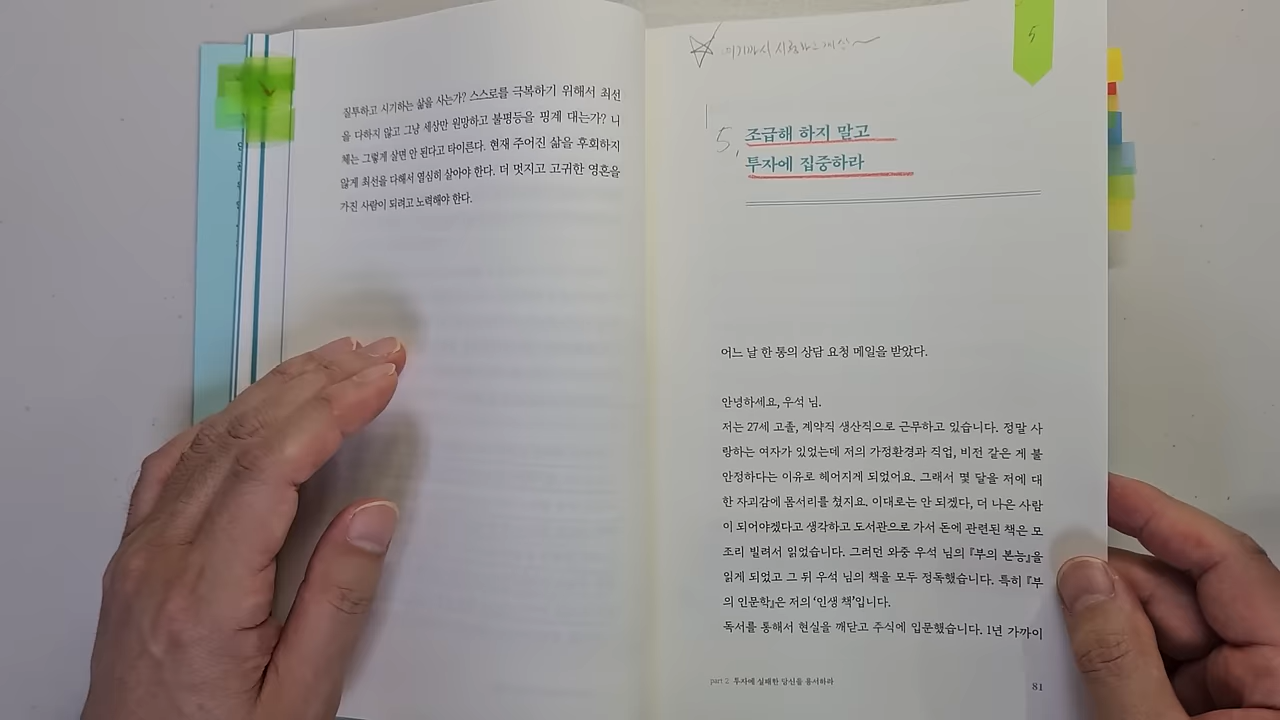 질투하고 시기하는 삶을 사는가? 스스로를 극복하기 위해서 최선
을 다하지 않고 그냥 세상만 원망하고 불평등을 핑계 대는가? 니
체는 그렇게 살면 안 된다고 타이른다. 현재 주어진 삶을 후회하지
않게 최선을 다해서 열심히 살아야 한다. 더 멋지고 고귀한 영혼을
가진 사람이 되려고 노력해야 한다.
5
5.
조급해 하지 말고
투자에 집중하라
어느 날 한 통의 상담 요청 메일을 받았다.
안녕하세요, 우석 님.
저는 27세 고졸, 계약직 생산직으로 근무하고 있습니다. 정말 사
랑하는 여자가 있었는데 저의 가정환경과 직업, 비전 같은 게 불
안정하다는 이유로 헤어지게 되었어요. 그래서 몇 달을 저에 대
한 자괴감에 몸서리를 쳤지요. 이대로는 안 되겠다, 더 나은 사람
이 되어야겠다고 생각하고 도서관으로 가서 돈에 관련된 책은 모
조리 빌려서 읽었습니다. 그러던 와중 우석 님의 『부의 본능』을
읽게 되었고 그 뒤 우석 님의 책을 모두 정독했습니다. 특히 『부
의 인문학』은 저의 ‘인생 책’입니다.
독서를 통해서 현실을 깨닫고 주식에 입문했습니다. 1년 가까이
part 2 투자에 실패한 당신을 용서하라
81